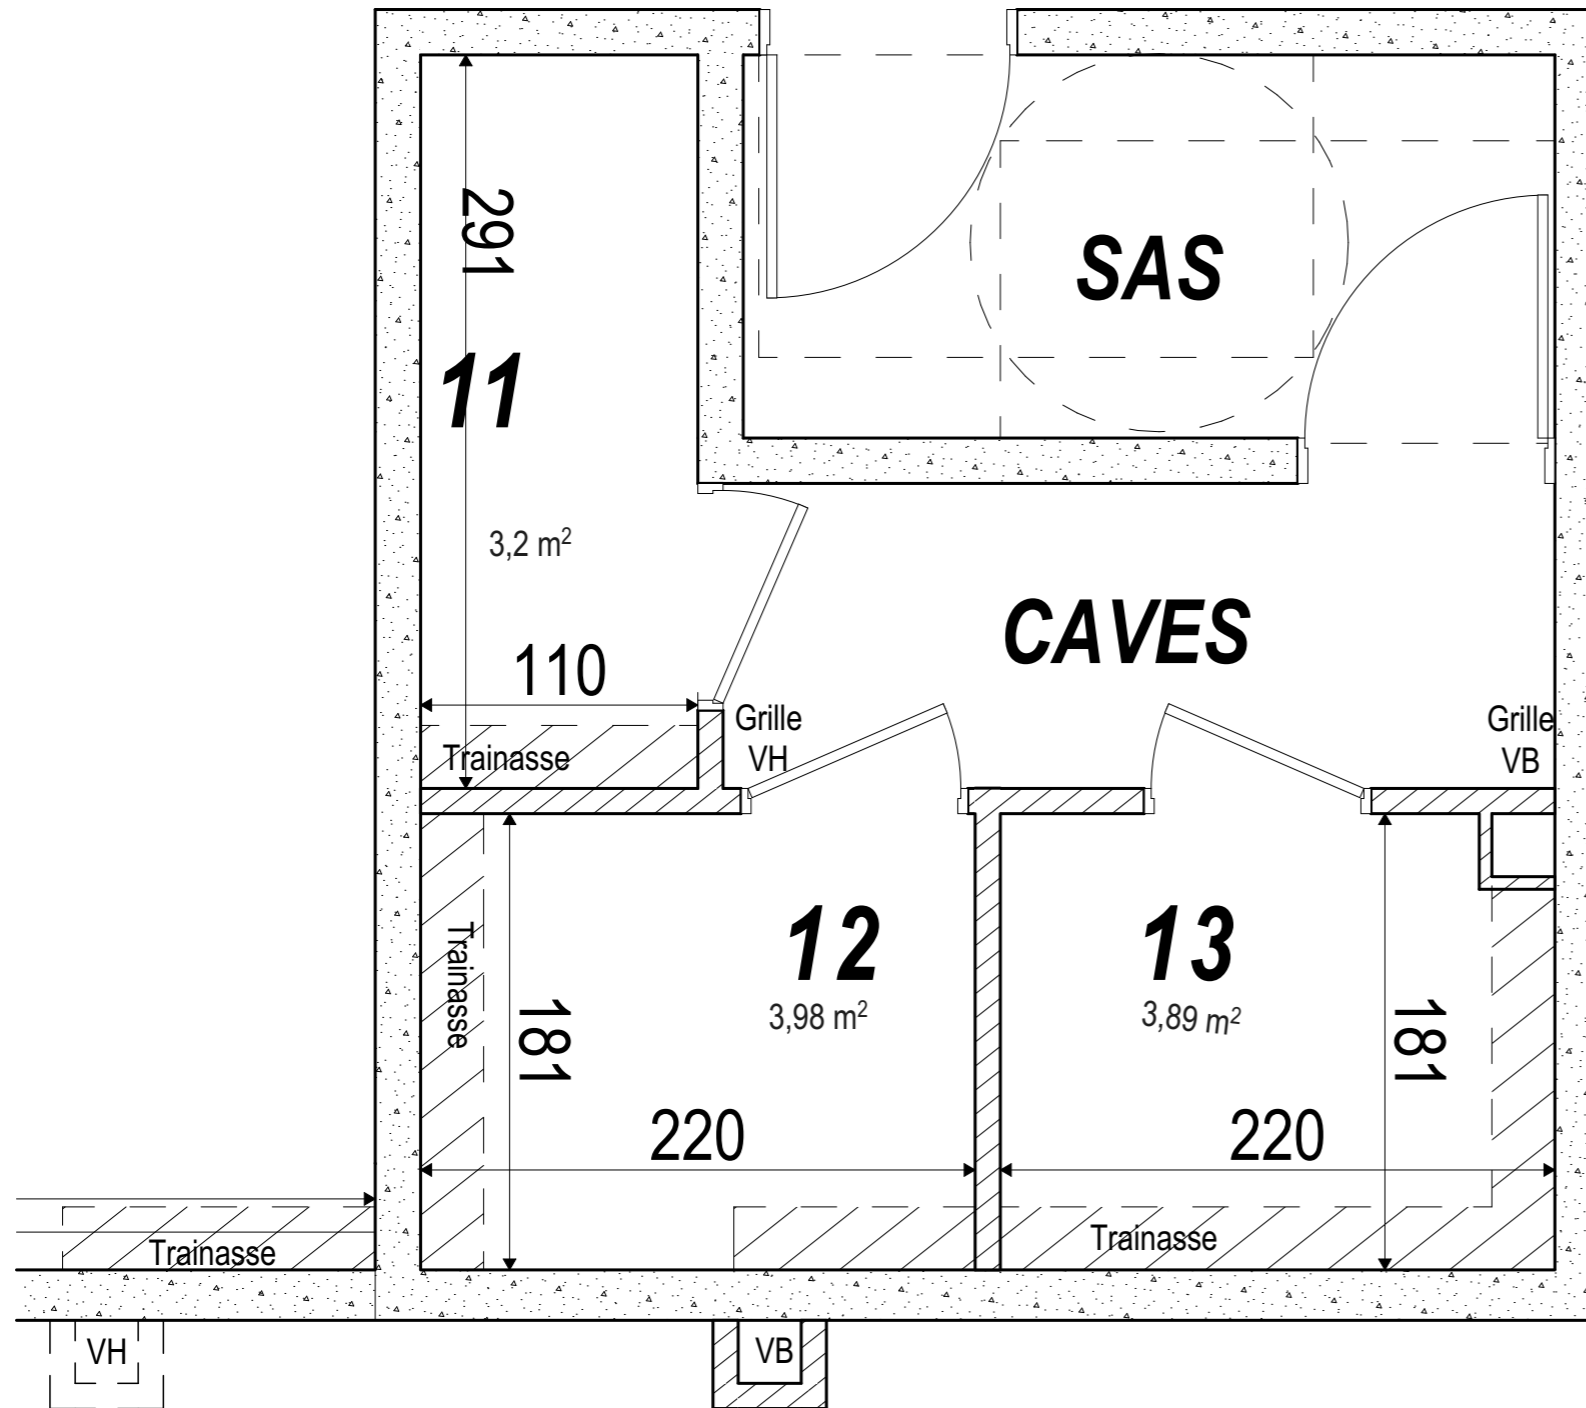 291
SAS
11
3,2 m²
CAVES
110
Grille
VH
Grille
VB
Trainasse
12
3,98 m²
13
3,89 m²
Trainasse
181
181
220
220
Trainasse
Trainasse
VH
VB